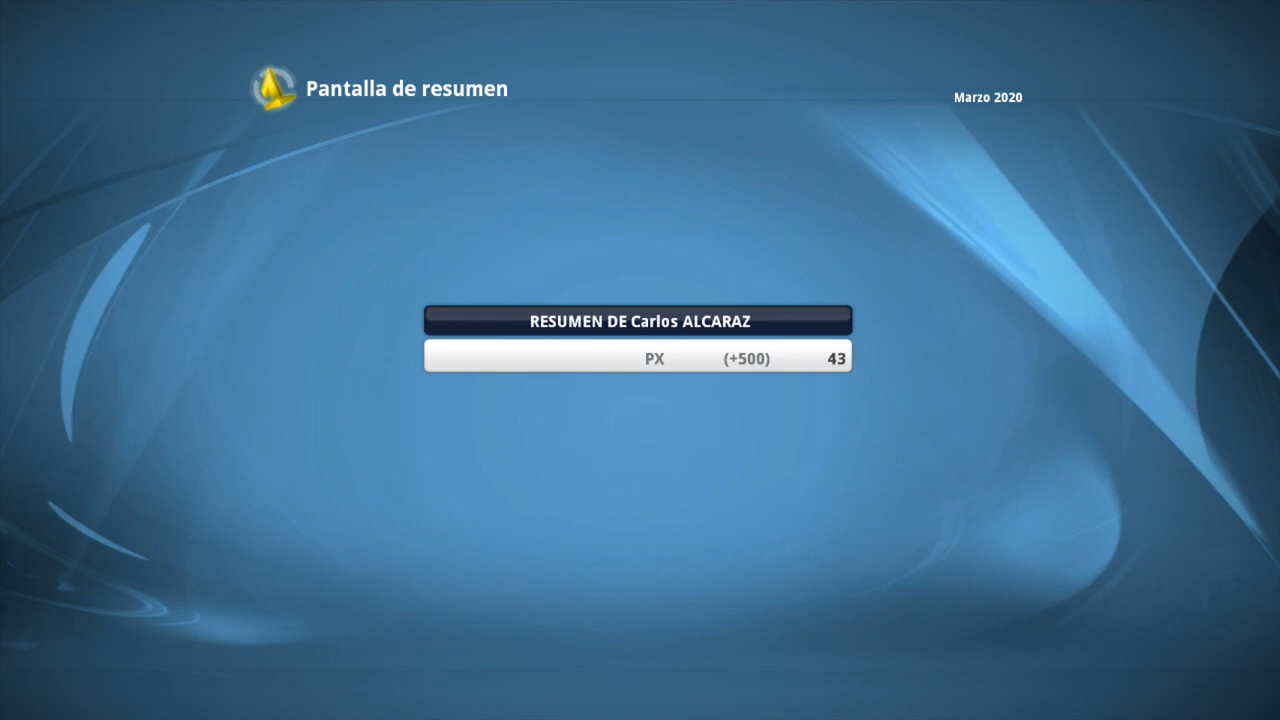 Pantalla de resumen
Marzo 2020
RESUMEN DE Carlos ALCARAZ
PX (+500) 43